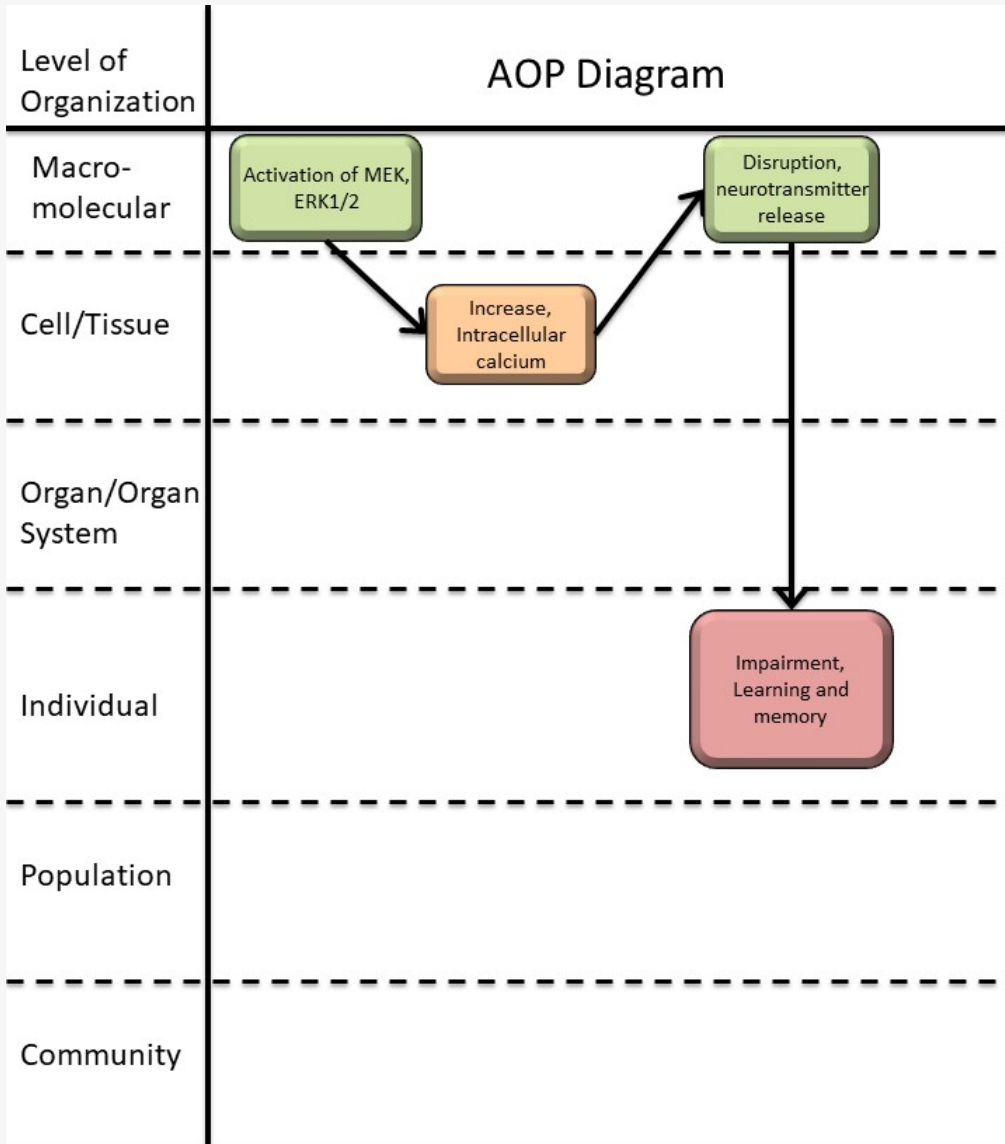 Level of
Organization
AOP Diagram
Macro-
molecular
Activation of MEK,
ERK1/2
Disruption,
neurotransmitter
release
Cell/Tissue
Increase,
Intracellular
calcium
Organ/Organ
System
Individual
Impairment,
Learning and
memory
Population
Community